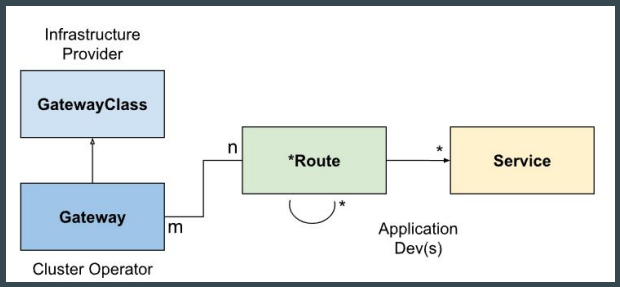 Infrastructure
Provider
GatewayClass
n
*Route
*
Service
Gateway
m
*
Application
Dev(s)
Cluster Operator